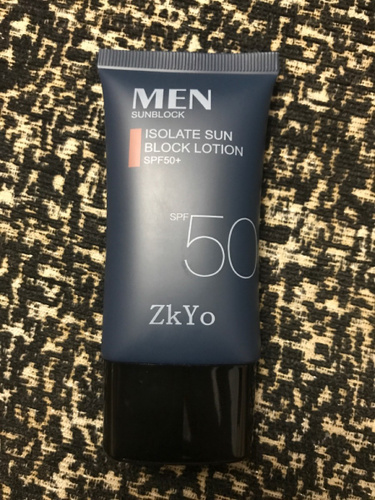 MEN
SUNBLOCK
ISOLATE SUN
BLOCK LOTION
SPF50+
SPF 50
ZkYo